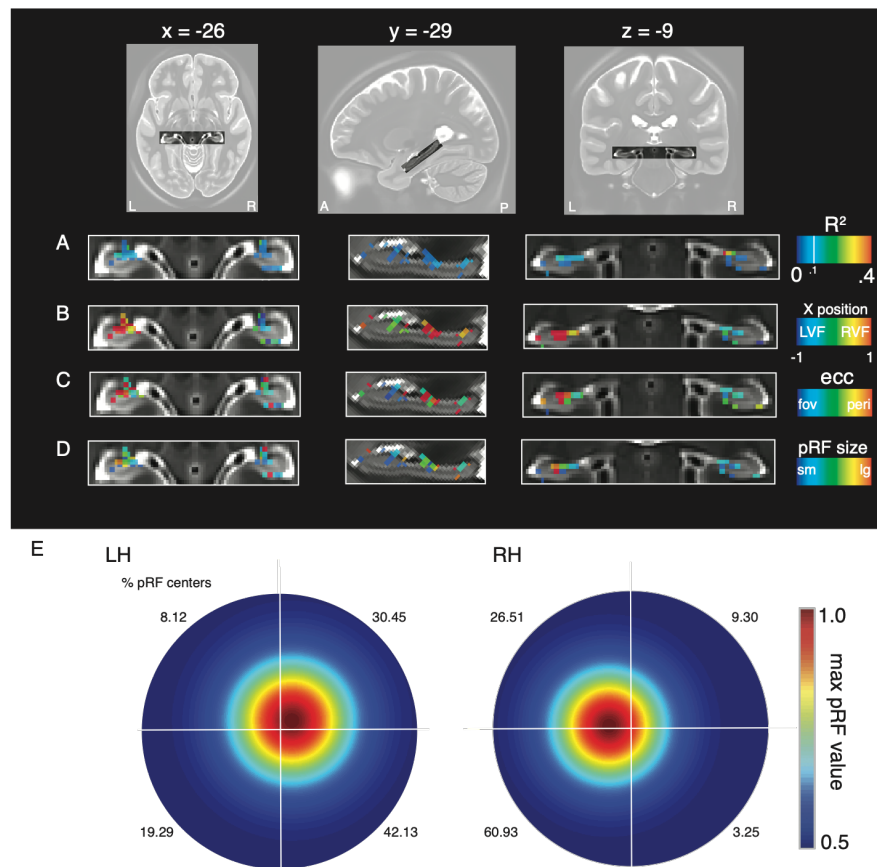 x = -26
y = -29
z = -9
L
R
A
P
L
R
A
R²
0
.1
.4
B
X position
LVF
RVF
-1
1
C
ecc
fov
peri
D
pRF size
sm
lg
E
LH
RH
% pRF centers
8.12
30.45
26.51
9.30
19.29
42.13
60.93
3.25
1.0
max pRF value
0.5